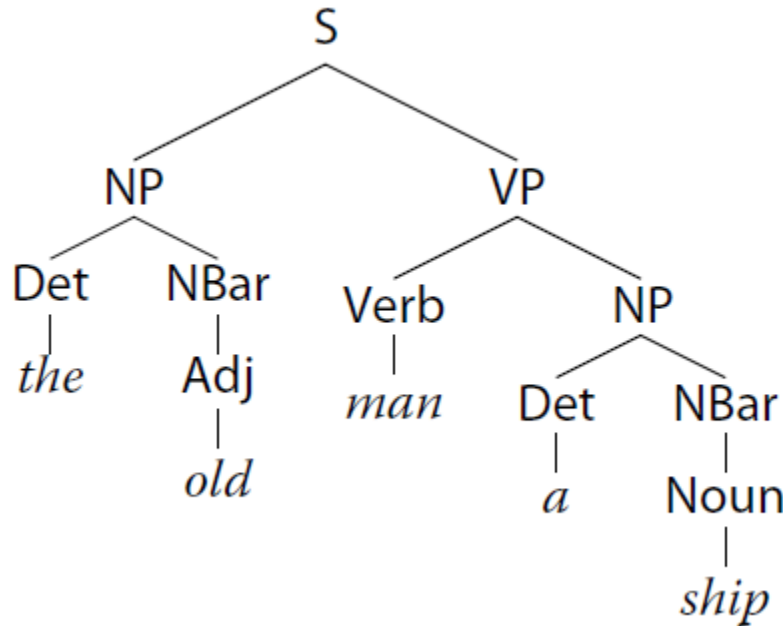 S
NP VP
Det NBar Verb NP
the Adj man Det NBar
old a Noun
ship